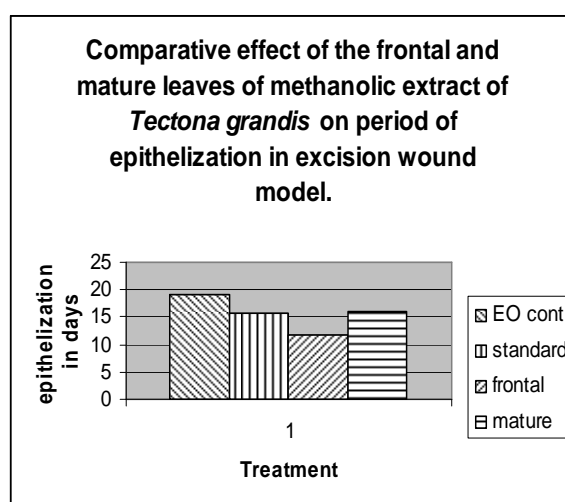 Comparative effect of the frontal and
mature leaves of methanolic extract of
Tectona grandis on period of
epithelization in excision wound
model.
epithelization
in days
25
20
15
10
5
0
1
Treatment
EO cont
standard
frontal
mature